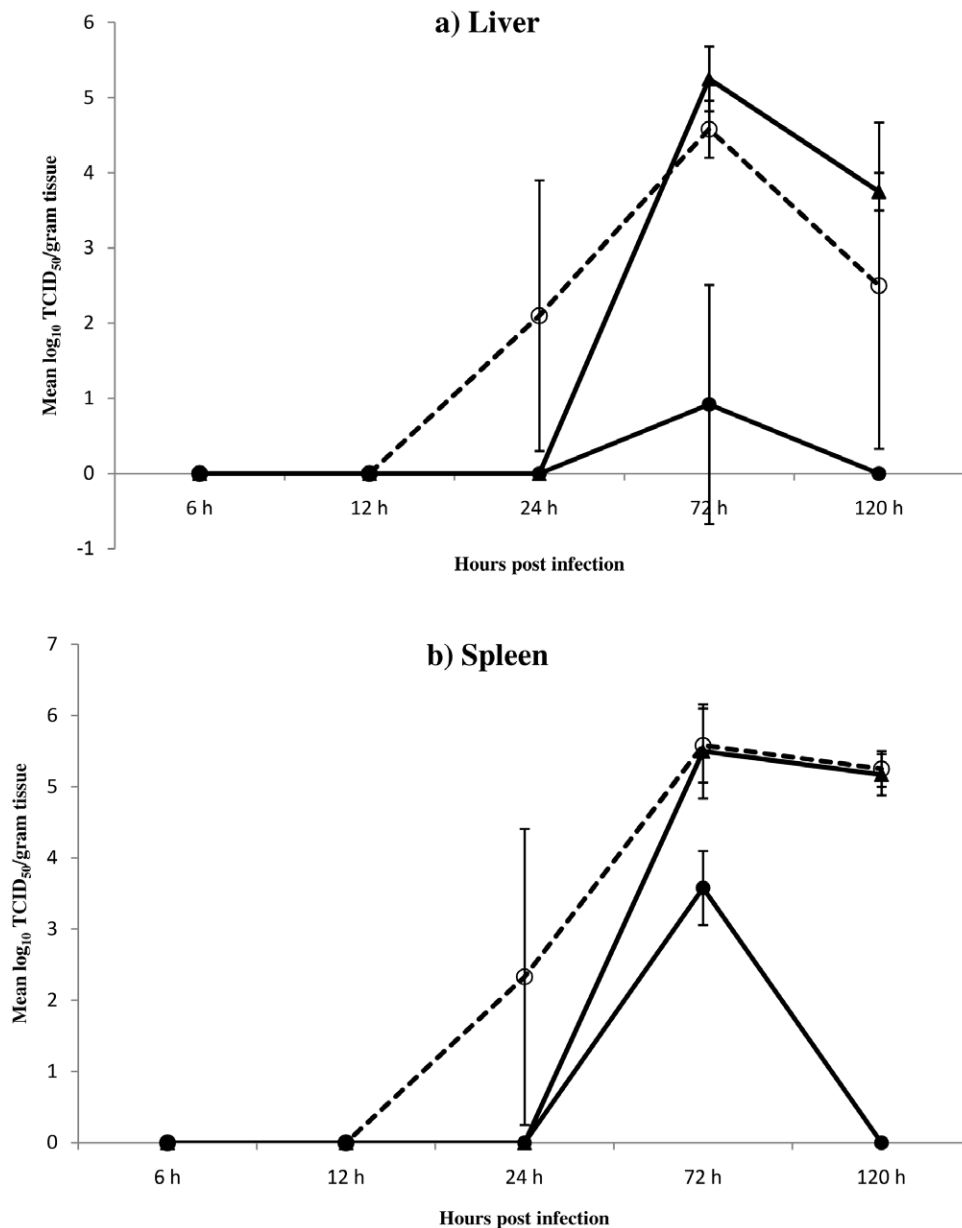 a) Liver
6
5
4
3
2
1
0
-1
Mean log₁₀ TCID₅₀/gram tissue
6 h 12 h 24 h 72 h 120 h
Hours post infection
b) Spleen
7
6
5
4
3
2
1
0
Mean log₁₀ TCID₅₀/gram tissue
6 h 12 h 24 h 72 h 120 h
Hours post infection